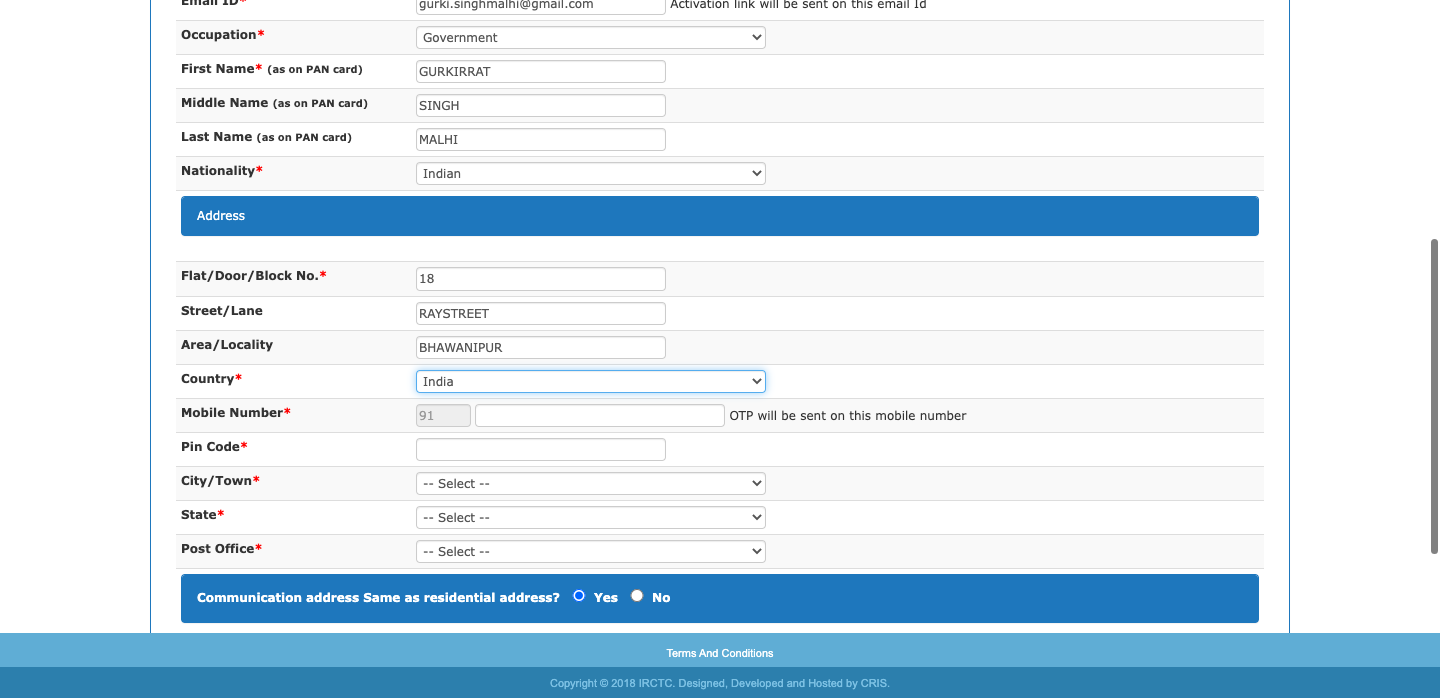 Email ID* gurki.singhmalhi@gmail.com Activation link will be sent on this email Id
Occupation* Government
First Name* (as on PAN card) GURKIRRAT
Middle Name (as on PAN card) SINGH
Last Name (as on PAN card) MALHI
Nationality* Indian
Address
Flat/Door/Block No.* 18
Street/Lane RAYSTREET
Area/Locality BHAWANIPUR
Country* India
Mobile Number* 91 OTP will be sent on this mobile number
Pin Code*
City/Town* -- Select --
State* -- Select --
Post Office* -- Select --
Communication address Same as residential address? Yes No
Terms And Conditions
Copyright © 2018 IRCTC. Designed, Developed and Hosted by CRIS.